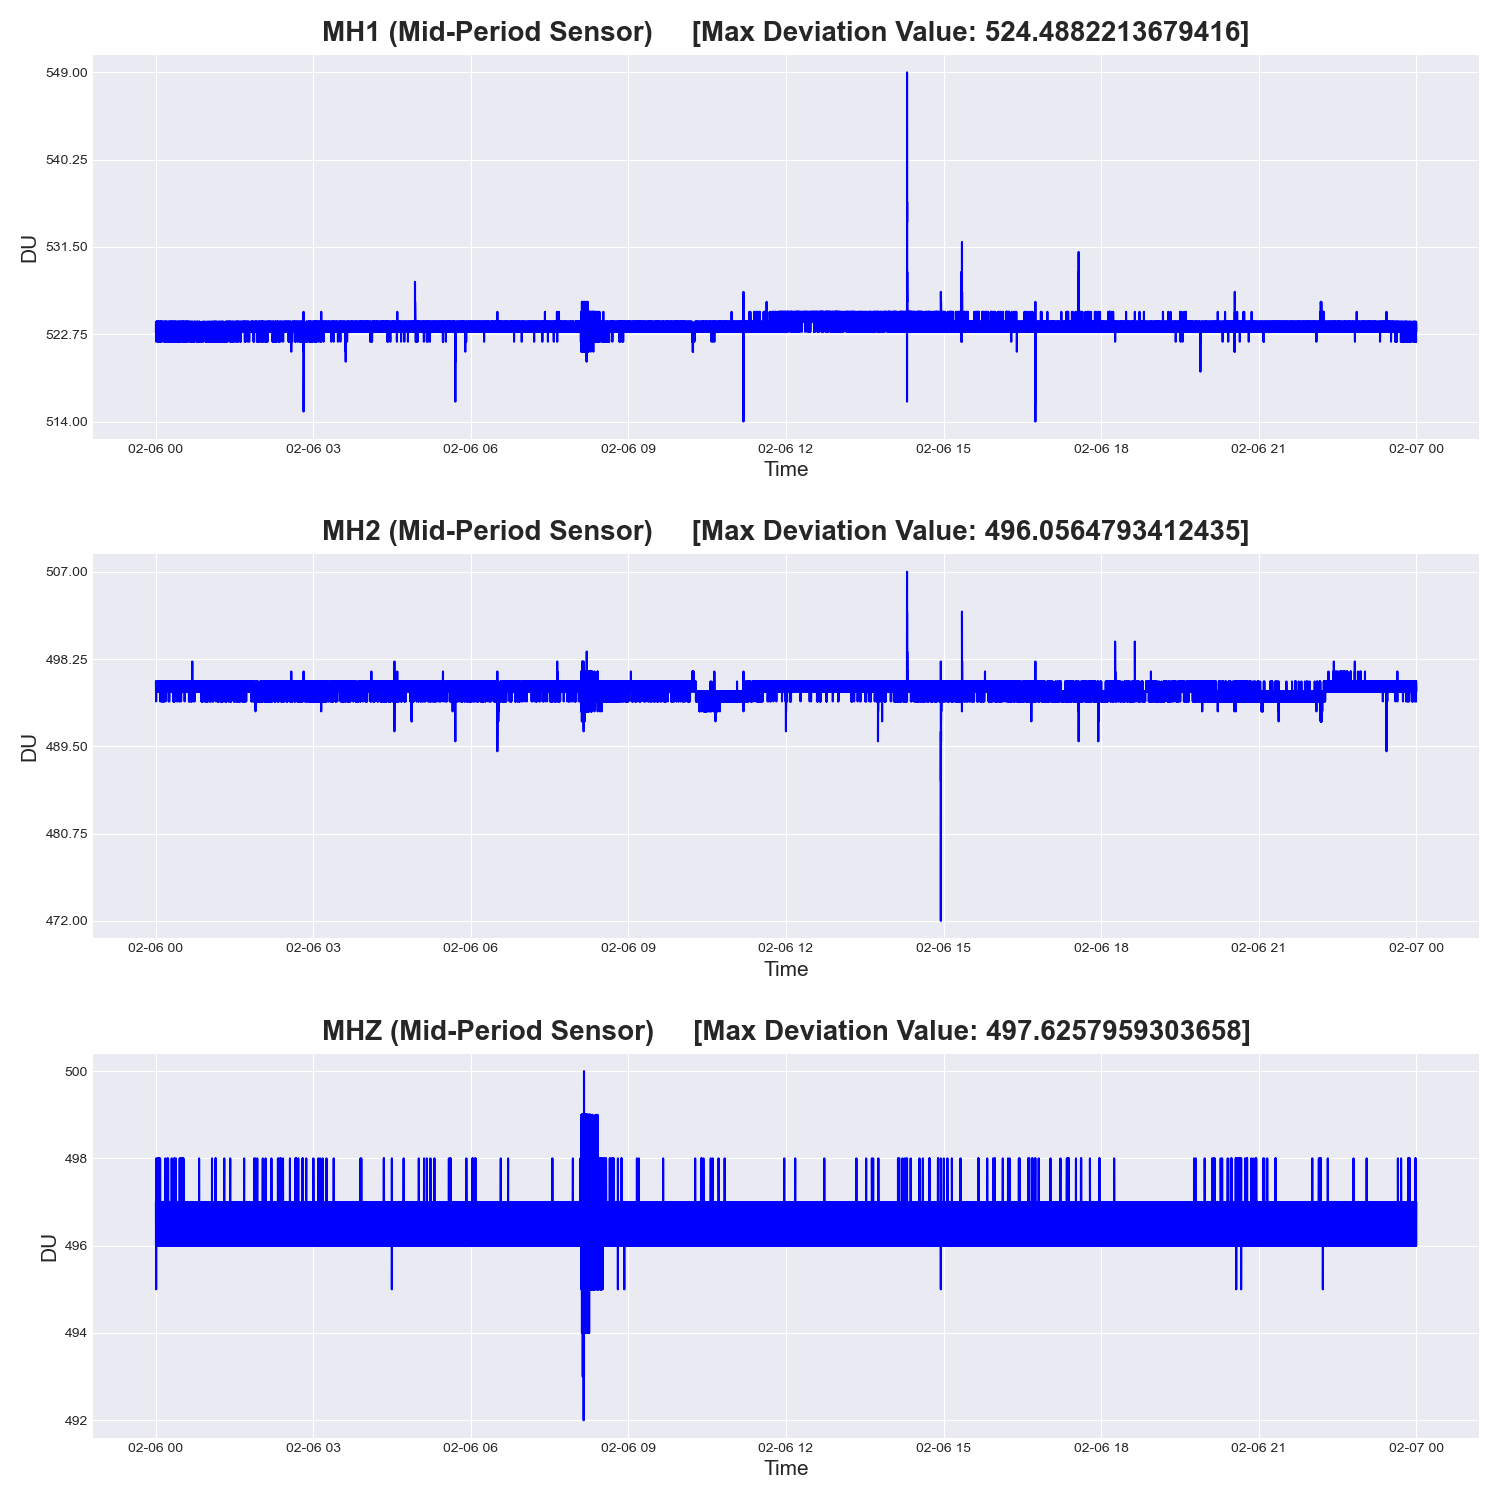 MH1 (Mid-Period Sensor) [Max Deviation Value: 524.4882213679416]
549.00
540.25
531.50
522.75
514.00
DU
02-06 00 02-06 03 02-06 06 02-06 09 02-06 12 02-06 15 02-06 18 02-06 21 02-07 00
Time
MH2 (Mid-Period Sensor) [Max Deviation Value: 496.0564793412435]
507.00
498.25
489.50
480.75
472.00
DU
02-06 00 02-06 03 02-06 06 02-06 09 02-06 12 02-06 15 02-06 18 02-06 21 02-07 00
Time
MHZ (Mid-Period Sensor) [Max Deviation Value: 497.6257959303658]
500
498
496
494
492
DU
02-06 00 02-06 03 02-06 06 02-06 09 02-06 12 02-06 15 02-06 18 02-06 21 02-07 00
Time